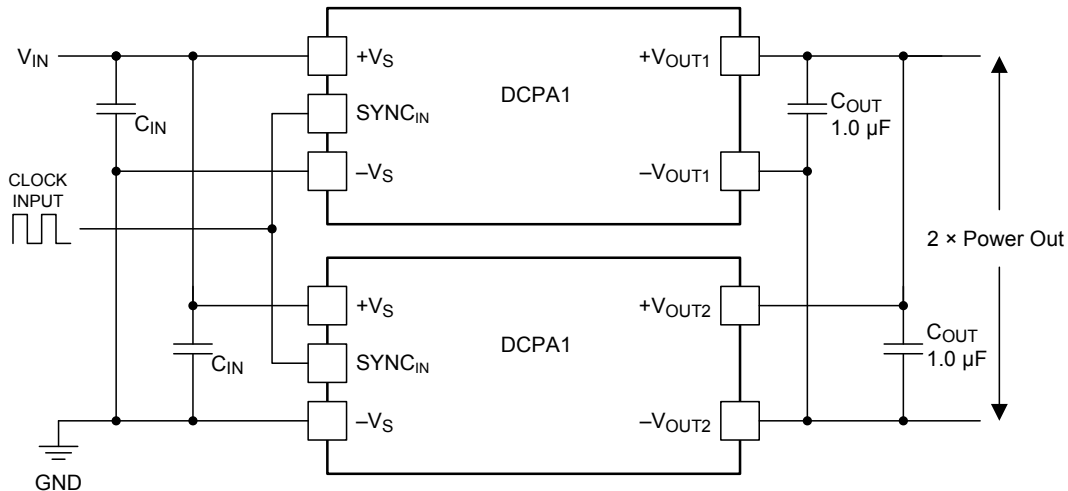 V_IN
C_IN
CLOCK
INPUT
GND
+V_S
SYNC_IN
–V_S
DCPA1
+V_OUT1
–V_OUT1
C_OUT
1.0 µF
C_IN
+V_S
SYNC_IN
–V_S
DCPA1
+V_OUT2
–V_OUT2
C_OUT
1.0 µF
2 × Power Out